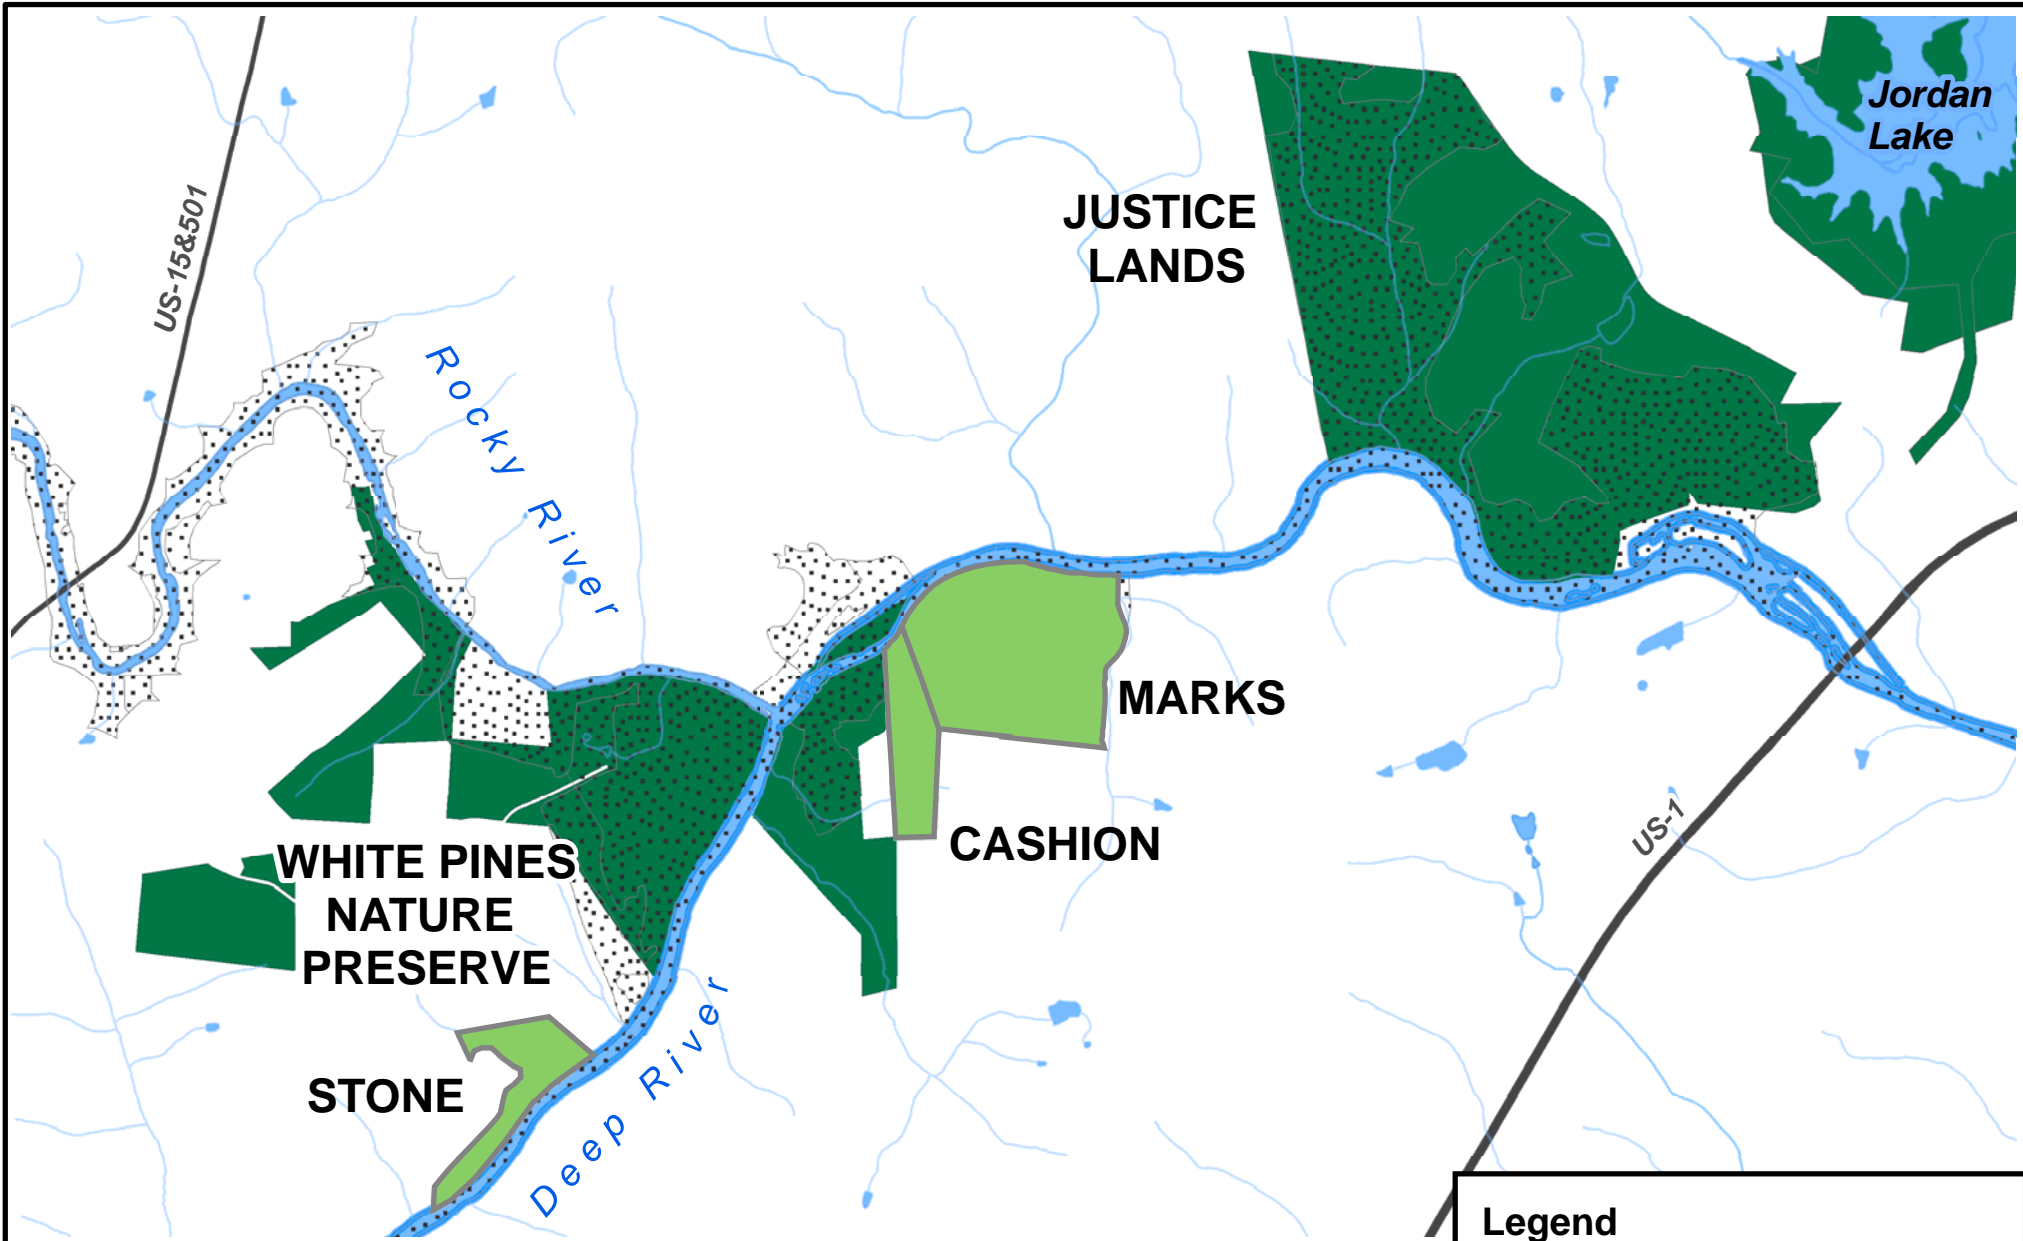 Jordan
Lake
US-15&501
JUSTICE
LANDS
Rocky River
MARKS
CASHION
US-1
WHITE PINES
NATURE
PRESERVE
STONE
Deep River
Legend